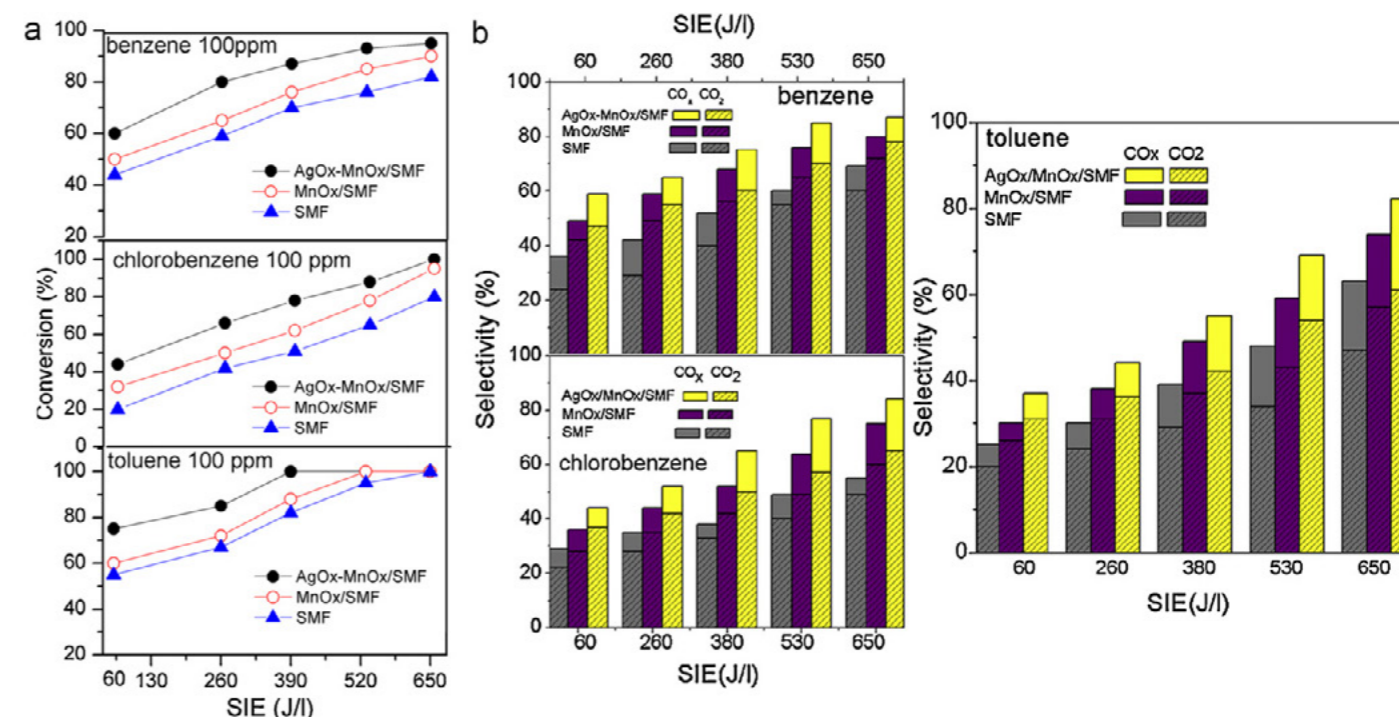 a
benzene 100ppm
100
80
60
40
20
AgOx-MnOx/SMF
MnOx/SMF
SMF
chlorobenzene 100 ppm
100
80
60
40
20
0
AgOx-MnOx/SMF
MnOx/SMF
SMF
Conversion (%)
toluene 100 ppm
100
80
60
40
20
AgOx-MnOx/SMF
MnOx/SMF
SMF
60 130 260 390 520 650
SIE (J/l)
b
SIE(J/l)
60 260 380 530 650
100
80
60
40
20
COx CO2
benzene
AgOx-MnOx/SMF
MnOx/SMF
SMF
Selectivity (%)
100
80
60
40
20
0
COX CO2
AgOx/MnOx/SMF
MnOx/SMF
SMF
chlorobenzene
60 260 380 530 650
SIE(J/l)
100
80
60
40
20
0
Selectivity (%)
toluene
COx CO2
AgOx/MnOx/SMF
MnOx/SMF
SMF
60 260 380 530 650
SIE(J/l)